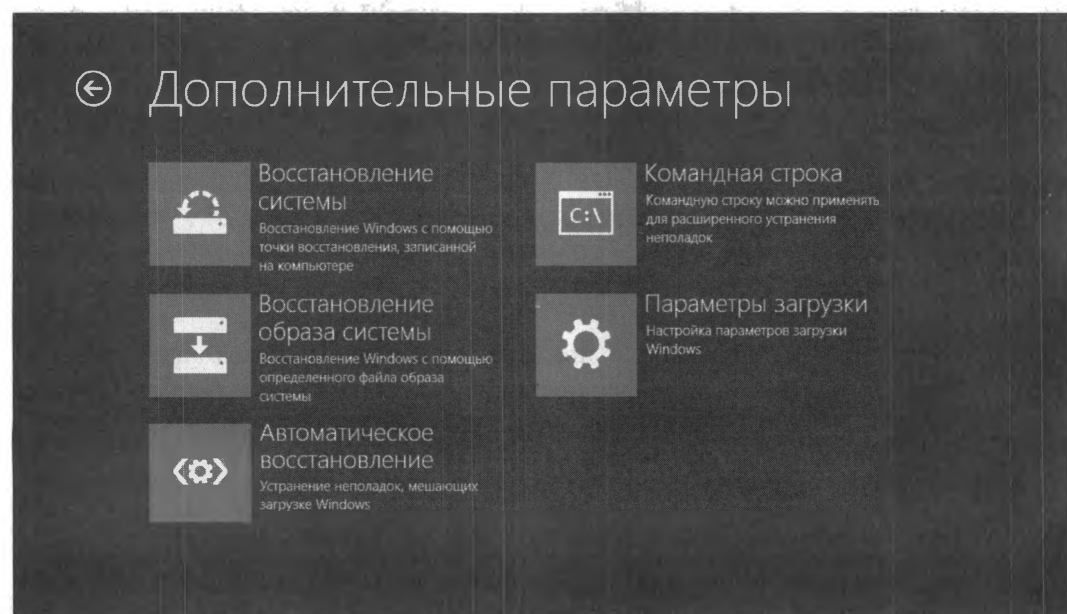 Дополнительные параметры
Восстановление
системы
Восстановление Windows с помощью
точки восстановления, записанной
на компьютере
Восстановление
образа системы
Восстановление Windows с помощью
определенного файла образа
системы
Автоматическое
восстановление
Устранение неполадок, мешающих
загрузке Windows
Командная строка
Командную строку можно применять
для расширенного устранения
неполадок
C:\
Параметры загрузки
Настройка параметров загрузки
Windows